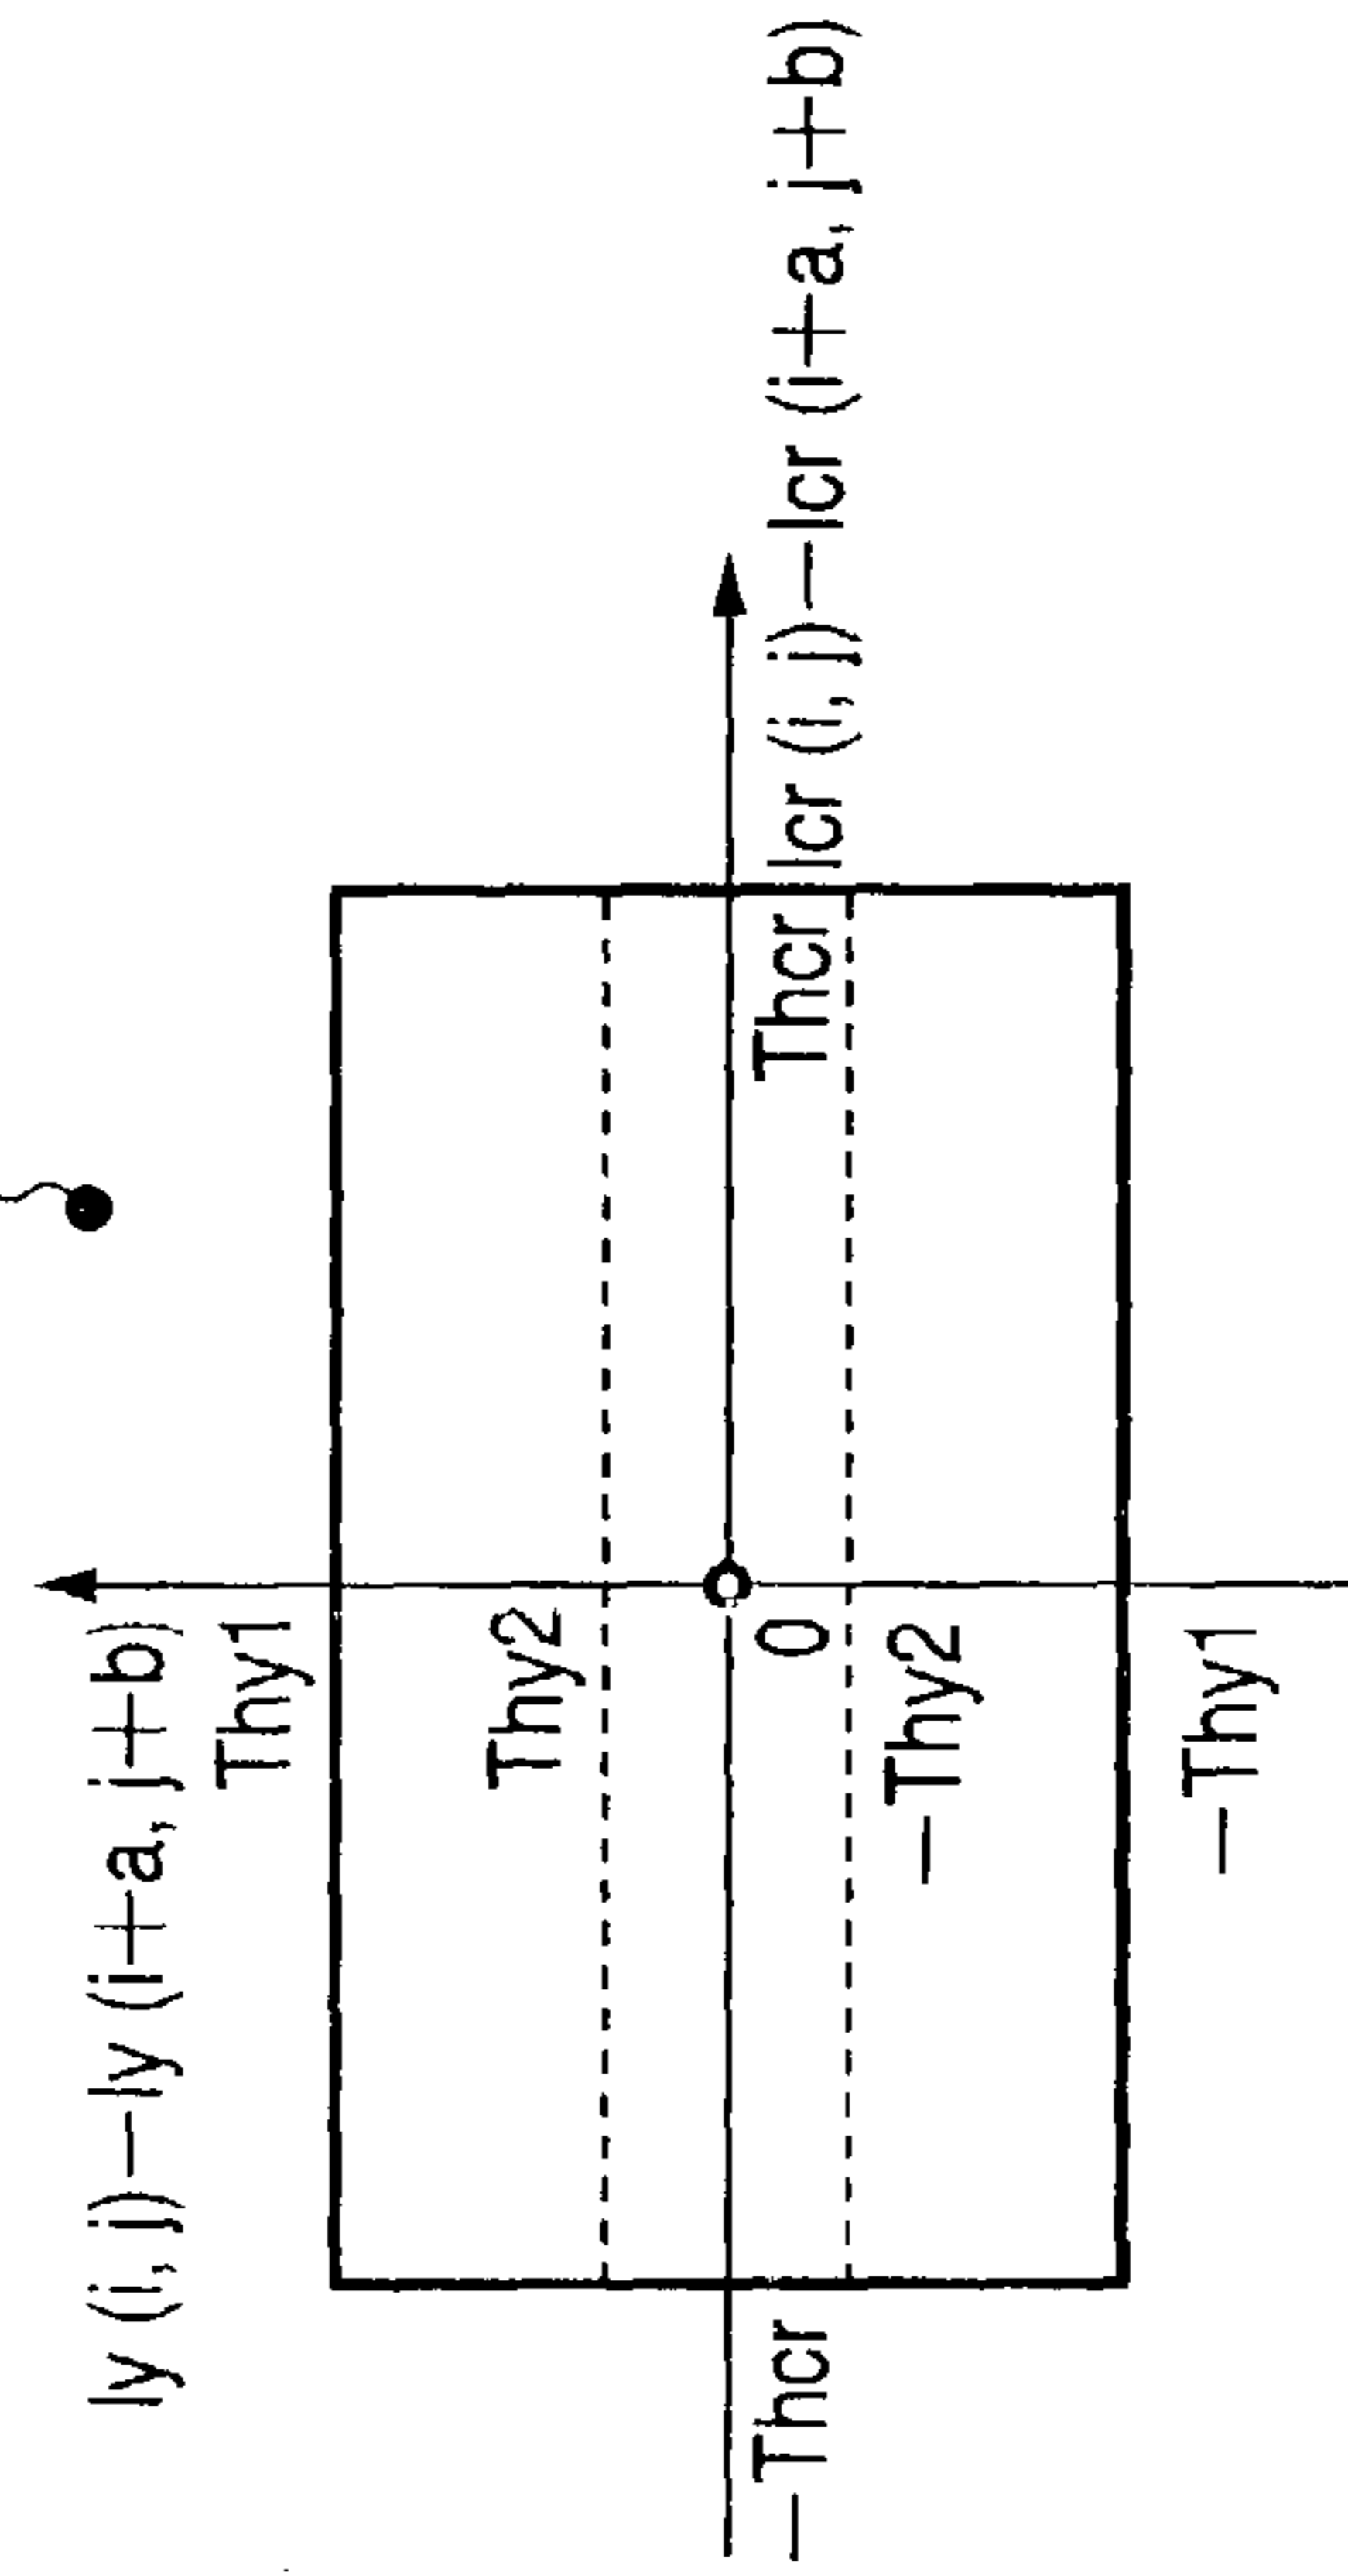 Iy (i, j)−Iy (i+a, j+b)
Thy1
Thy2
0
−Thy2
−Thy1
−Thcr
Thcr
Icr (i, j)−Icr (i+a, j+b)